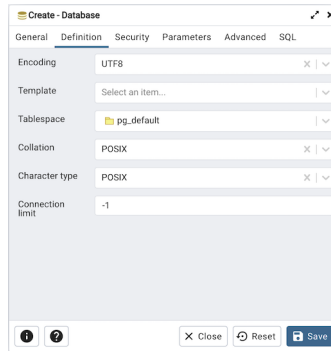 Create - Database
General Definition Security Parameters Advanced SQL
Encoding UTF8
Template Select an item...
Tablespace pg_default
Collation POSIX
Character type POSIX
Connection limit -1
Close Reset Save